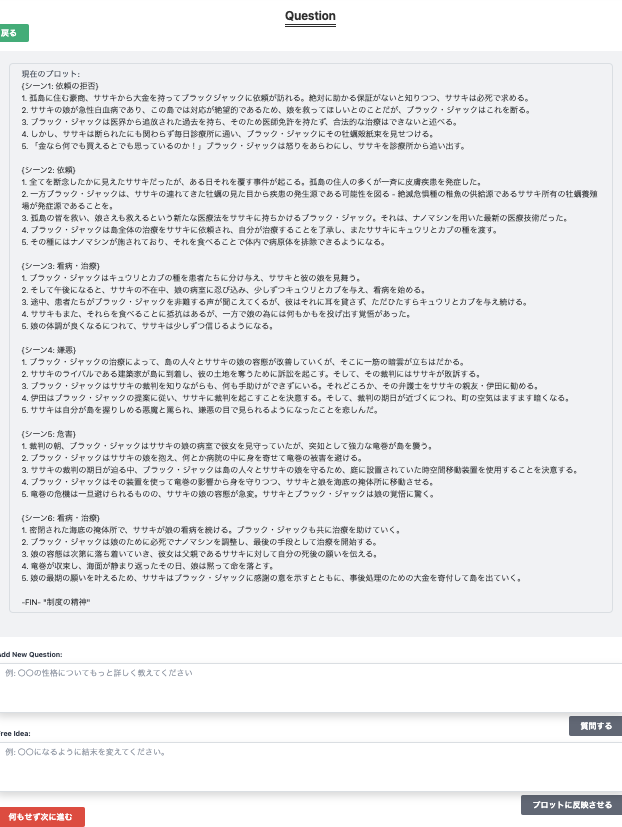 Question
戻る
現在のプロット:
{シーン1: 依頼の拒否}
1. 孤島に住む豪商、ササキから大金を持ってブラックジャックに依頼が訪れる。絶対に助かる保証がないと知りつつ、ササキは必死で求める。
2. ササキの娘が急性白血病であり、この島では対応が絶望的であるため、娘を救ってほしいとのことだが、ブラック・ジャックはこれを断る。
3. ブラック・ジャックは医界から追放された過去を持ち、そのため医師免許を持たず、合法的な治療はできないと述べる。
4. しかし、ササキは断られたにも関わらず毎日診療所に通い、ブラック・ジャックにその牡蠣殻紙束を見せつける。
5. 「金なら何でも買えるとでも思っているのか！」ブラック・ジャックは怒りをあらわにし、ササキを診療所から追い出す。
{シーン2: 依頼}
1. 全てを断念したかに見えたササキだったが、ある日それを覆す事件が起こる。孤島の住人の多くが一斉に皮膚疾患を発症した。
2. 一方ブラック・ジャックは、ササキの連れてきた牡蠣の見た目から疾患の発生源である可能性を図る - 絶滅危惧種の稚魚の供給源であるササキ所有の牡蠣養殖
場が発症源であることを。
3. 孤島の皆を救い、娘さえも救えるという新たな医療法をササキに持ちかけるブラック・ジャック。それは、ナノマシンを用いた最新の医療技術だった。
4. ブラック・ジャックは島全体の治療をササキに依頼され、自分が治療することを了承し、またササキにキュウリとカブの種を渡す。
5. その種にはナノマシンが施されており、それを食べることで体内で病原体を排除できるようになる。
{シーン3: 看病・治療}
1. ブラック・ジャックはキュウリとカブの種を患者たちに分け与え、ササキと彼の娘を見舞う。
2. そして午後になると、ササキの不在中、娘の病室に忍び込み、少しずつキュウリとカブを与え、看病を始める。
3. 途中、患者たちがブラック・ジャックを非難する声が聞こえてくるが、彼はそれに耳を貸さず、ただひたすらキュウリとカブを与え続ける。
4. ササキもまた、それらを食べることに抵抗はあるが、一方で娘の為には何もかもを投げ出す覚悟があった。
5. 娘の体調が良くなるにつれて、ササキは少しずつ信じるようになる。
{シーン4: 嫌悪}
1. ブラック・ジャックの治療によって、島の人々とササキの娘の容態が改善していくが、そこに一筋の暗雲が立ちはだかる。
2. ササキのライバルである建築家が島に到着し、彼の土地を奪うために訴訟を起こす。そして、その裁判にはササキが敗訴する。
3. ブラック・ジャックはササキの裁判を知りながらも、何も手助けができずにいる。それどころか、その弁護士をササキの親友・伊田に勧める。
4. 伊田はブラック・ジャックの提案に従い、ササキに裁判を起こすことを決意する。そして、裁判の期日が近づくにつれ、町の空気はますます暗くなる。
5. ササキは自分が島を握りしめる悪魔と罵られ、嫌悪の目で見られるようになったことを悲しんだ。
{シーン5: 危害}
1. 裁判の朝、ブラック・ジャックはササキの娘の病室で彼女を見守っていたが、突如として強力な竜巻が島を襲う。
2. ブラック・ジャックはササキの娘を抱え、何とか病院の中に身を寄せて竜巻の被害を避ける。
3. ササキの裁判の期日が迫る中、ブラック・ジャックは島の人々とササキの娘を守るため、庭に設置されていた時空間移動装置を使用することを決意する。
4. ブラック・ジャックはその装置を使って竜巻の影響から身を守りつつ、ササキと娘を海底の掩体所に移動させる。
5. 竜巻の危機は一旦避けられるものの、ササキの娘の容態が急変。ササキとブラック・ジャックは娘の覚悟に驚く。
{シーン6: 看病・治療}
1. 密閉された海底の掩体所で、ササキが娘の看病を続ける。ブラック・ジャックも共に治療を助けていく。
2. ブラック・ジャックは娘のために必死でナノマシンを調整し、最後の手段として治療を開始する。
3. 娘の容態は次第に落ち着いていき、彼女は父親であるササキに対して自分の死後の願いを伝える。
4. 竜巻が収束し、海面が静まり返ったその日、娘は黙って命を落とす。
5. 娘の最期の願いを叶えるため、ササキはブラック・ジャックに感謝の意を示すとともに、事後処理のための大金を寄付して島を出ていく。
-FIN- "制度の精神"
Add New Question:
例: 〇〇の性格についてもっと詳しく教えてください
質問する
Free Idea:
例: 〇〇になるように結末を変えてください。
プロットに反映させる
何もせず次に進む